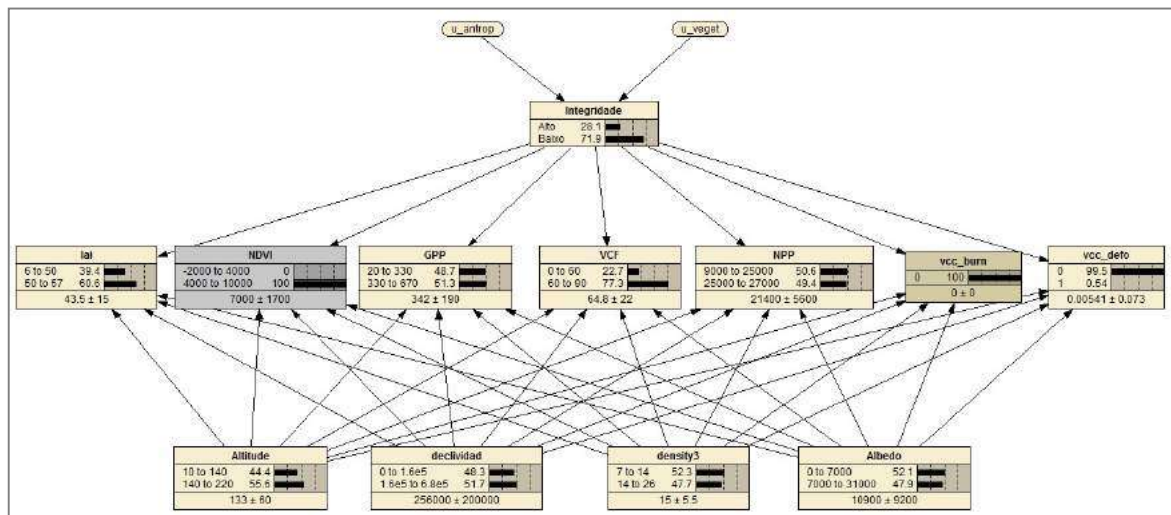 u_antrop
u_veget
Integridade
Alto 28.1
Baixo 71.9
lai
6 to 50 39.4
50 to 57 60.6
43.5 ± 15
NDVI
-2000 to 4000 0
4000 to 10000 100
7000 ± 1700
GPP
20 to 330 48.7
330 to 670 51.3
342 ± 190
VCF
0 to 60 22.7
60 to 90 77.3
64.8 ± 22
NPP
9000 to 25000 50.6
25000 to 27000 49.4
21400 ± 5600
vcc_burn
0 100
0 ± 0
vcc_defo
0 99.5
1 0.54
0.00541 ± 0.073
Altitude
10 to 140 44.4
140 to 220 55.6
133 ± 60
declividad
0 to 1.6e5 48.3
1.6e5 to 6.8e5 51.7
256000 ± 200000
density3
7 to 14 52.3
14 to 26 47.7
15 ± 5.5
Albedo
0 to 7000 52.1
7000 to 31000 47.9
10900 ± 9200